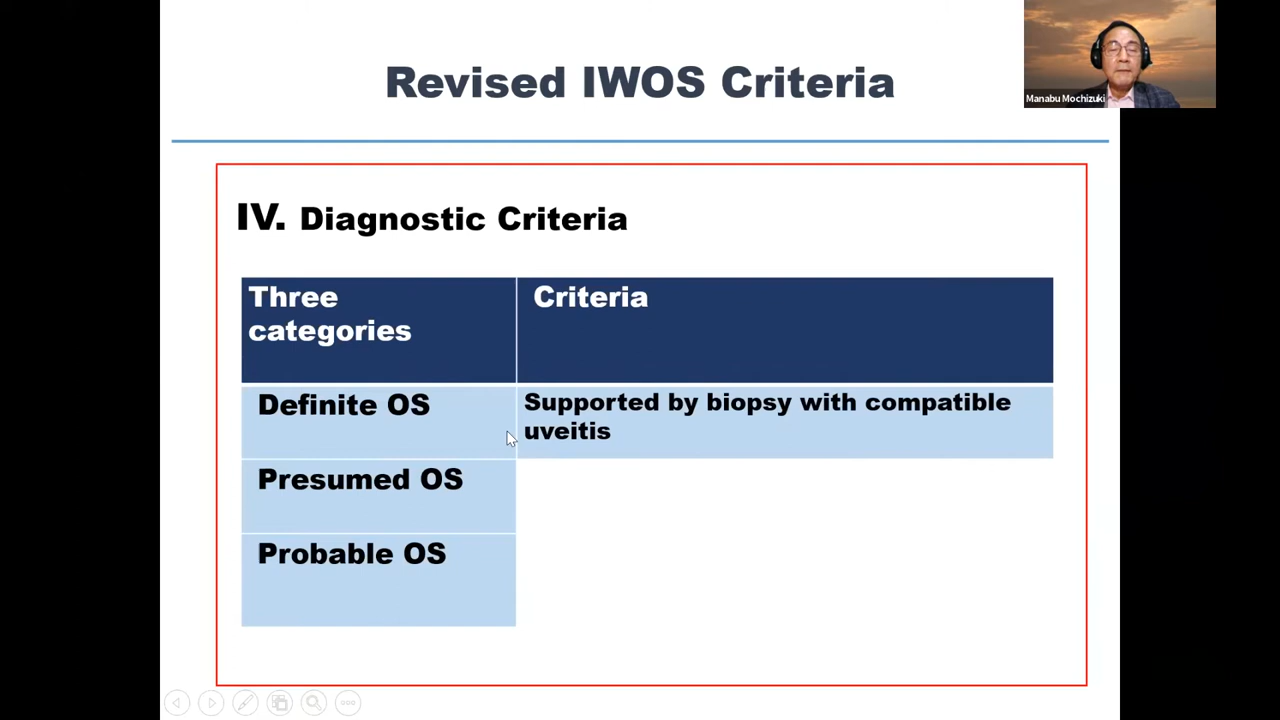 Revised IWOS Criteria
Manabu Mochizuki
IV. Diagnostic Criteria
Three
categories
Criteria
Definite OS
Supported by biopsy with compatible
uveitis
Presumed OS
Probable OS